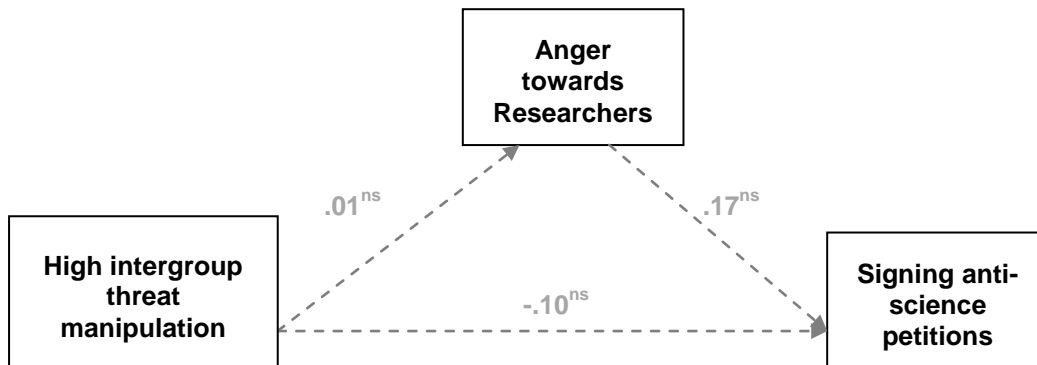 Anger
towards
Researchers
.01ns
.17ns
High intergroup
threat
manipulation
-.10ns
Signing anti-
science
petitions